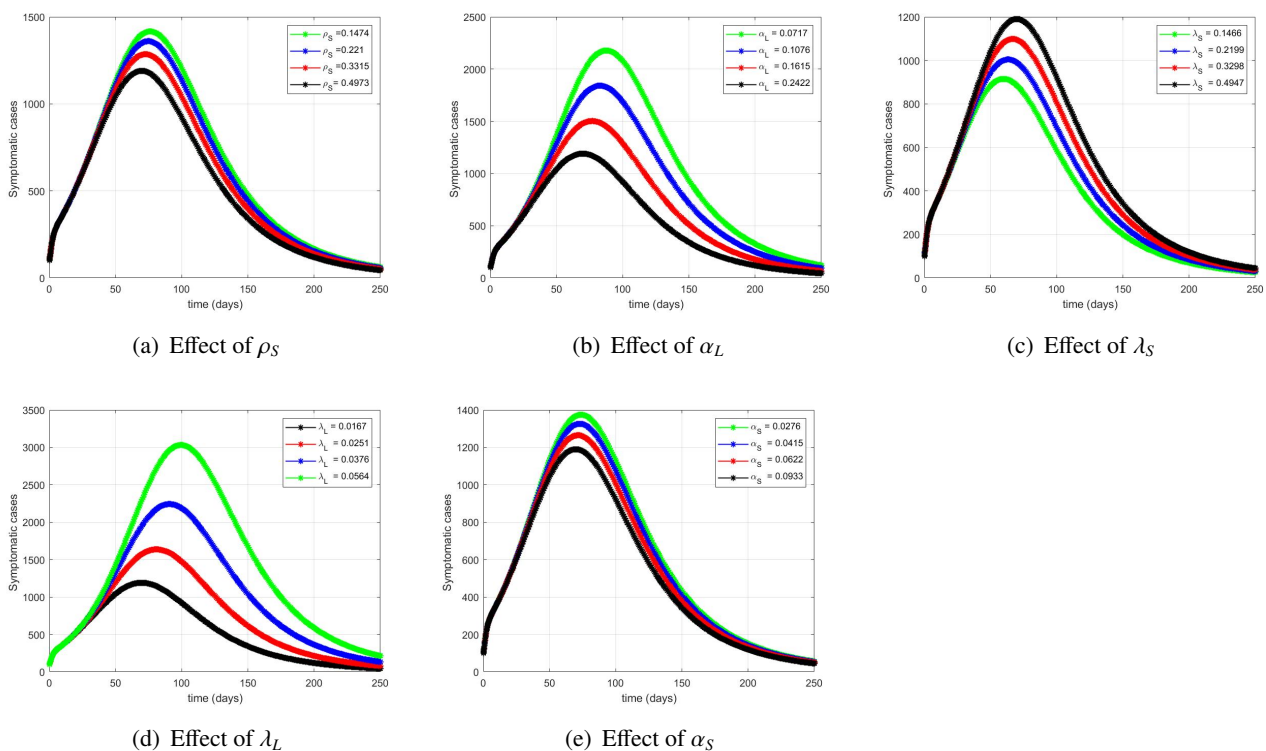 1500
1000
500
0
Symptomatic cases
ρS =0.1474
ρS =0.221
ρS =0.3315
ρS =0.4973
0 50 100 150 200 250
time (days)
(a) Effect of ρS
2500
2000
1500
1000
500
0
Symptomatic cases
αL = 0.0717
αL = 0.1076
αL = 0.1615
αL = 0.2422
0 50 100 150 200 250
time (days)
(b) Effect of αL
1200
1000
800
600
400
200
0
Symptomatic cases
λS = 0.1466
λS = 0.2199
λS = 0.3298
λS = 0.4947
0 50 100 150 200 250
time (days)
(c) Effect of λS
3500
3000
2500
2000
1500
1000
500
0
Symptomatic cases
λL = 0.0167
λL = 0.0251
λL = 0.0376
λL = 0.0564
0 50 100 150 200 250
time (days)
(d) Effect of λL
1400
1200
1000
800
600
400
200
0
Symptomatic cases
αS = 0.0276
αS = 0.0415
αS = 0.0622
αS = 0.0933
0 50 100 150 200 250
time (days)
(e) Effect of αS